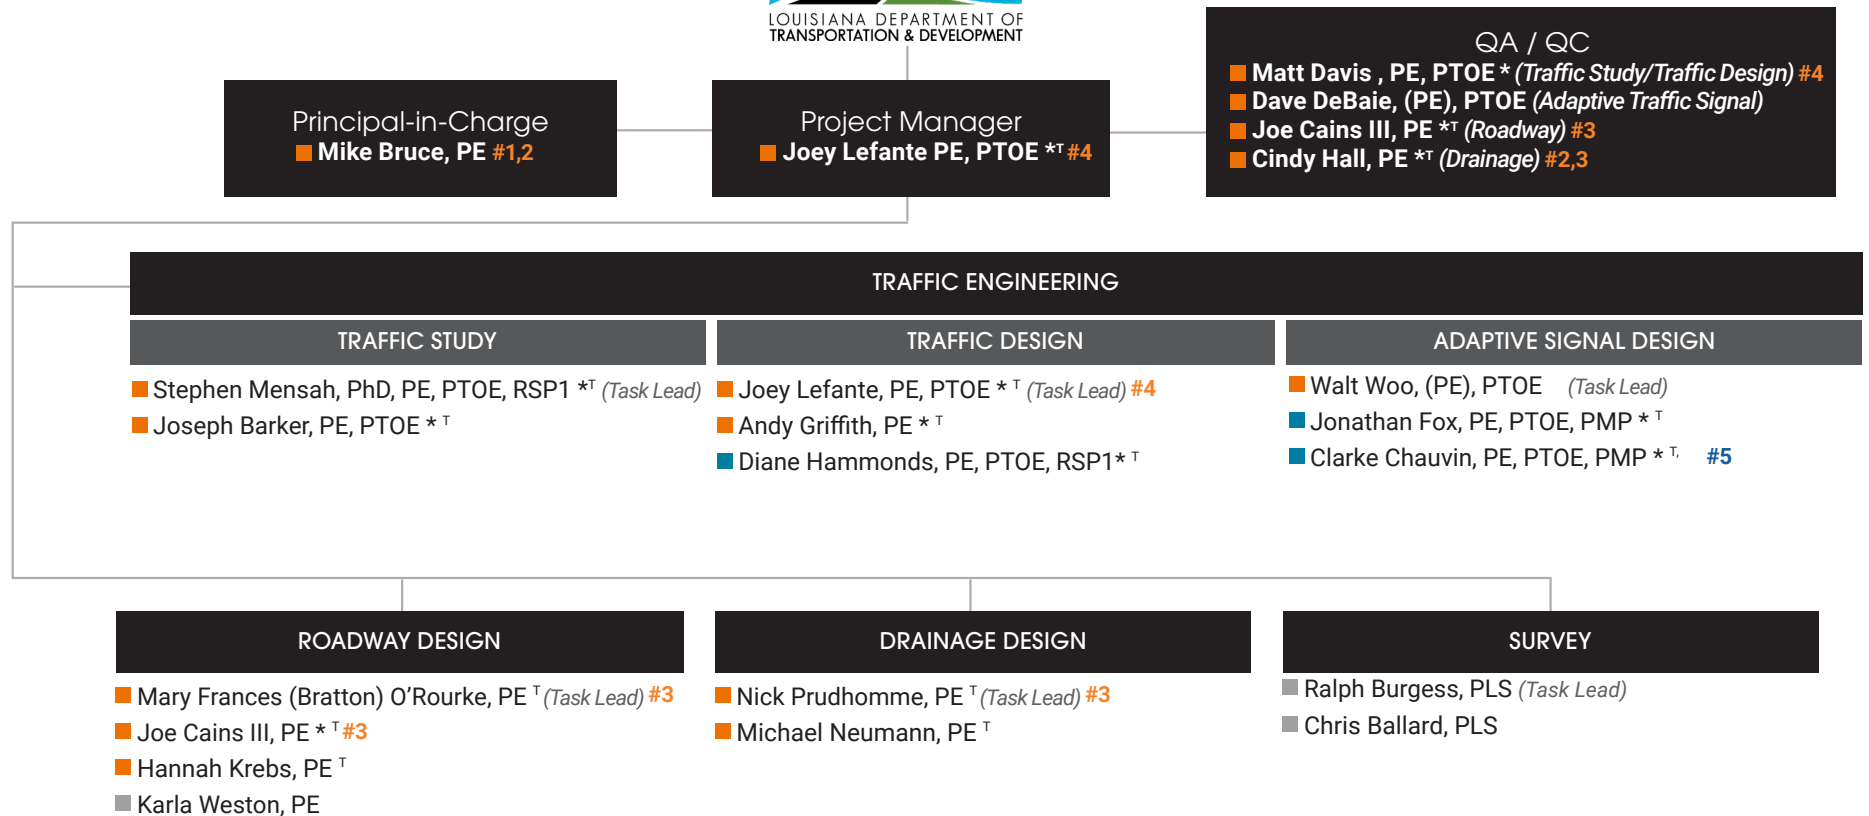 LOUISIANA DEPARTMENT OF
TRANSPORTATION & DEVELOPMENT
Principal-in-Charge
Mike Bruce, PE #1,2
Project Manager
Joey Lefante PE, PTOE *ᵀ #4
QA / QC
Matt Davis , PE, PTOE * (Traffic Study/Traffic Design) #4
Dave DeBaie, (PE), PTOE (Adaptive Traffic Signal)
Joe Cains III, PE *ᵀ (Roadway) #3
Cindy Hall, PE *ᵀ (Drainage) #2,3
TRAFFIC ENGINEERING
TRAFFIC STUDY
Stephen Mensah, PhD, PE, PTOE, RSP1 *ᵀ (Task Lead)
Joseph Barker, PE, PTOE * ᵀ
TRAFFIC DESIGN
Joey Lefante, PE, PTOE * ᵀ (Task Lead) #4
Andy Griffith, PE * ᵀ
Diane Hammonds, PE, PTOE, RSP1* ᵀ
ADAPTIVE SIGNAL DESIGN
Walt Woo, (PE), PTOE (Task Lead)
Jonathan Fox, PE, PTOE, PMP * ᵀ
Clarke Chauvin, PE, PTOE, PMP * ᵀ, #5
ROADWAY DESIGN
Mary Frances (Bratton) O'Rourke, PE ᵀ (Task Lead) #3
Joe Cains III, PE * ᵀ #3
Hannah Krebs, PE ᵀ
Karla Weston, PE
DRAINAGE DESIGN
Nick Prudhomme, PE ᵀ (Task Lead) #3
Michael Neumann, PE ᵀ
SURVEY
Ralph Burgess, PLS (Task Lead)
Chris Ballard, PLS